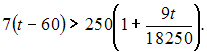 7(t − 60) > 250(1 + 9t/18250).